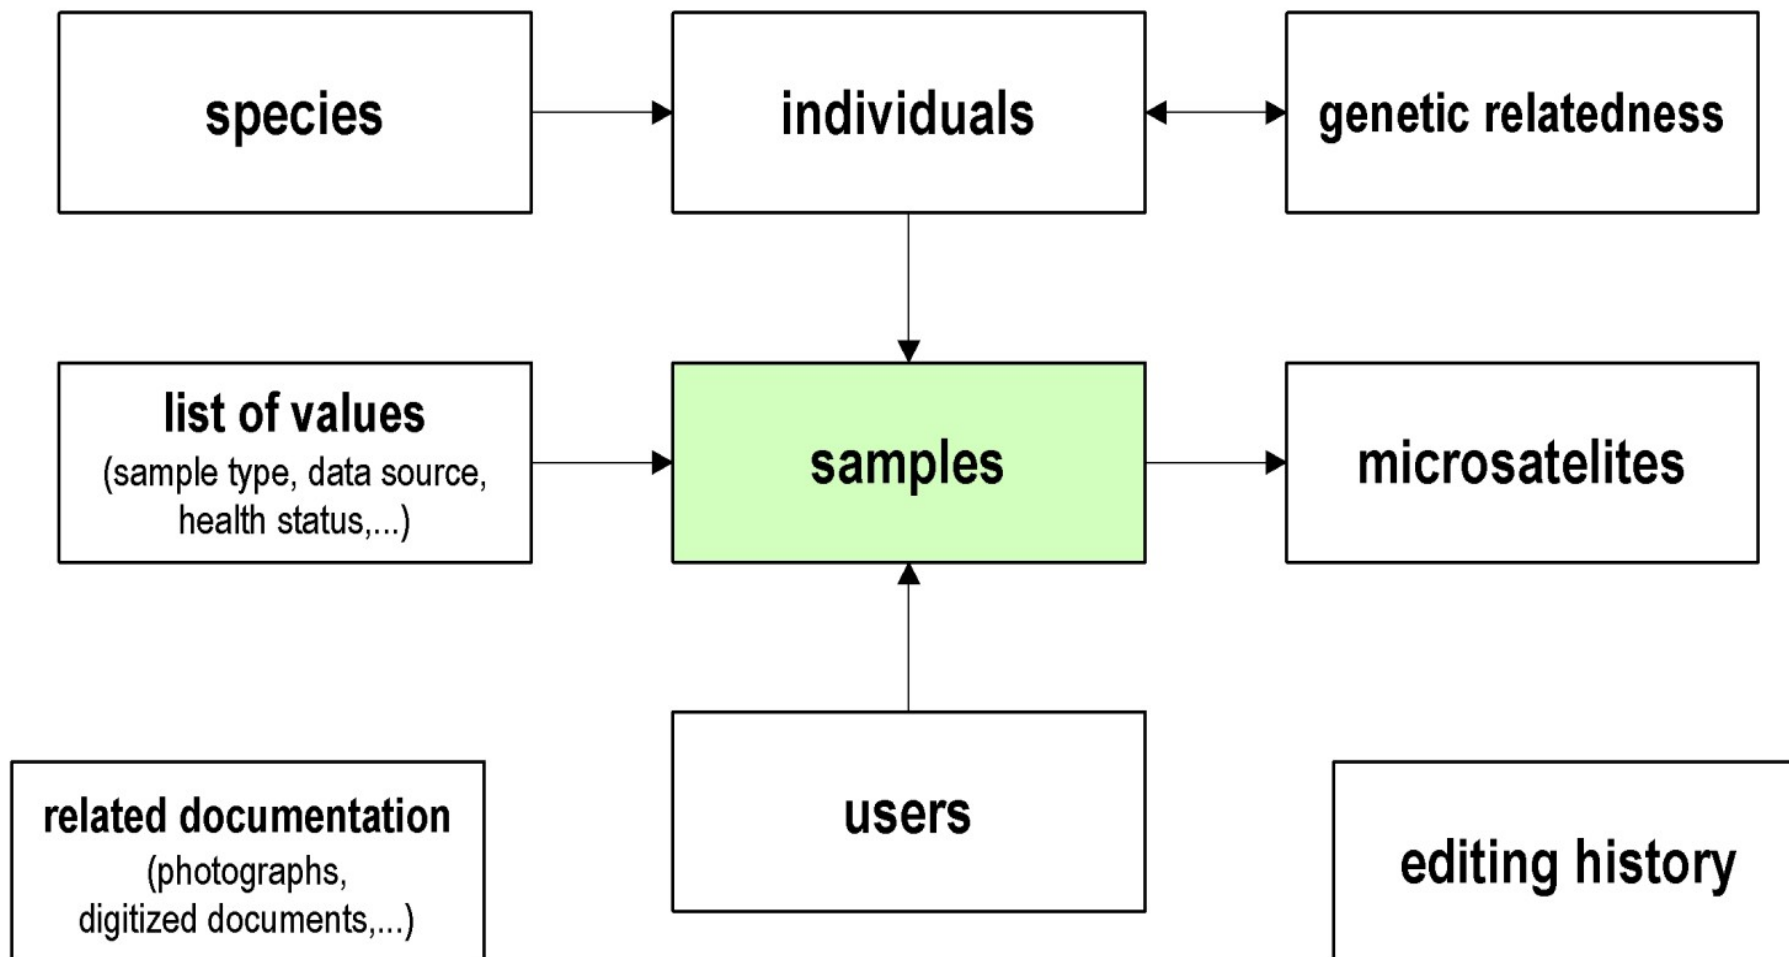 species
individuals
genetic relatedness
list of values
(sample type, data source,
health status,...)
samples
microsatelites
related documentation
(photographs,
digitized documents,...)
users
editing history